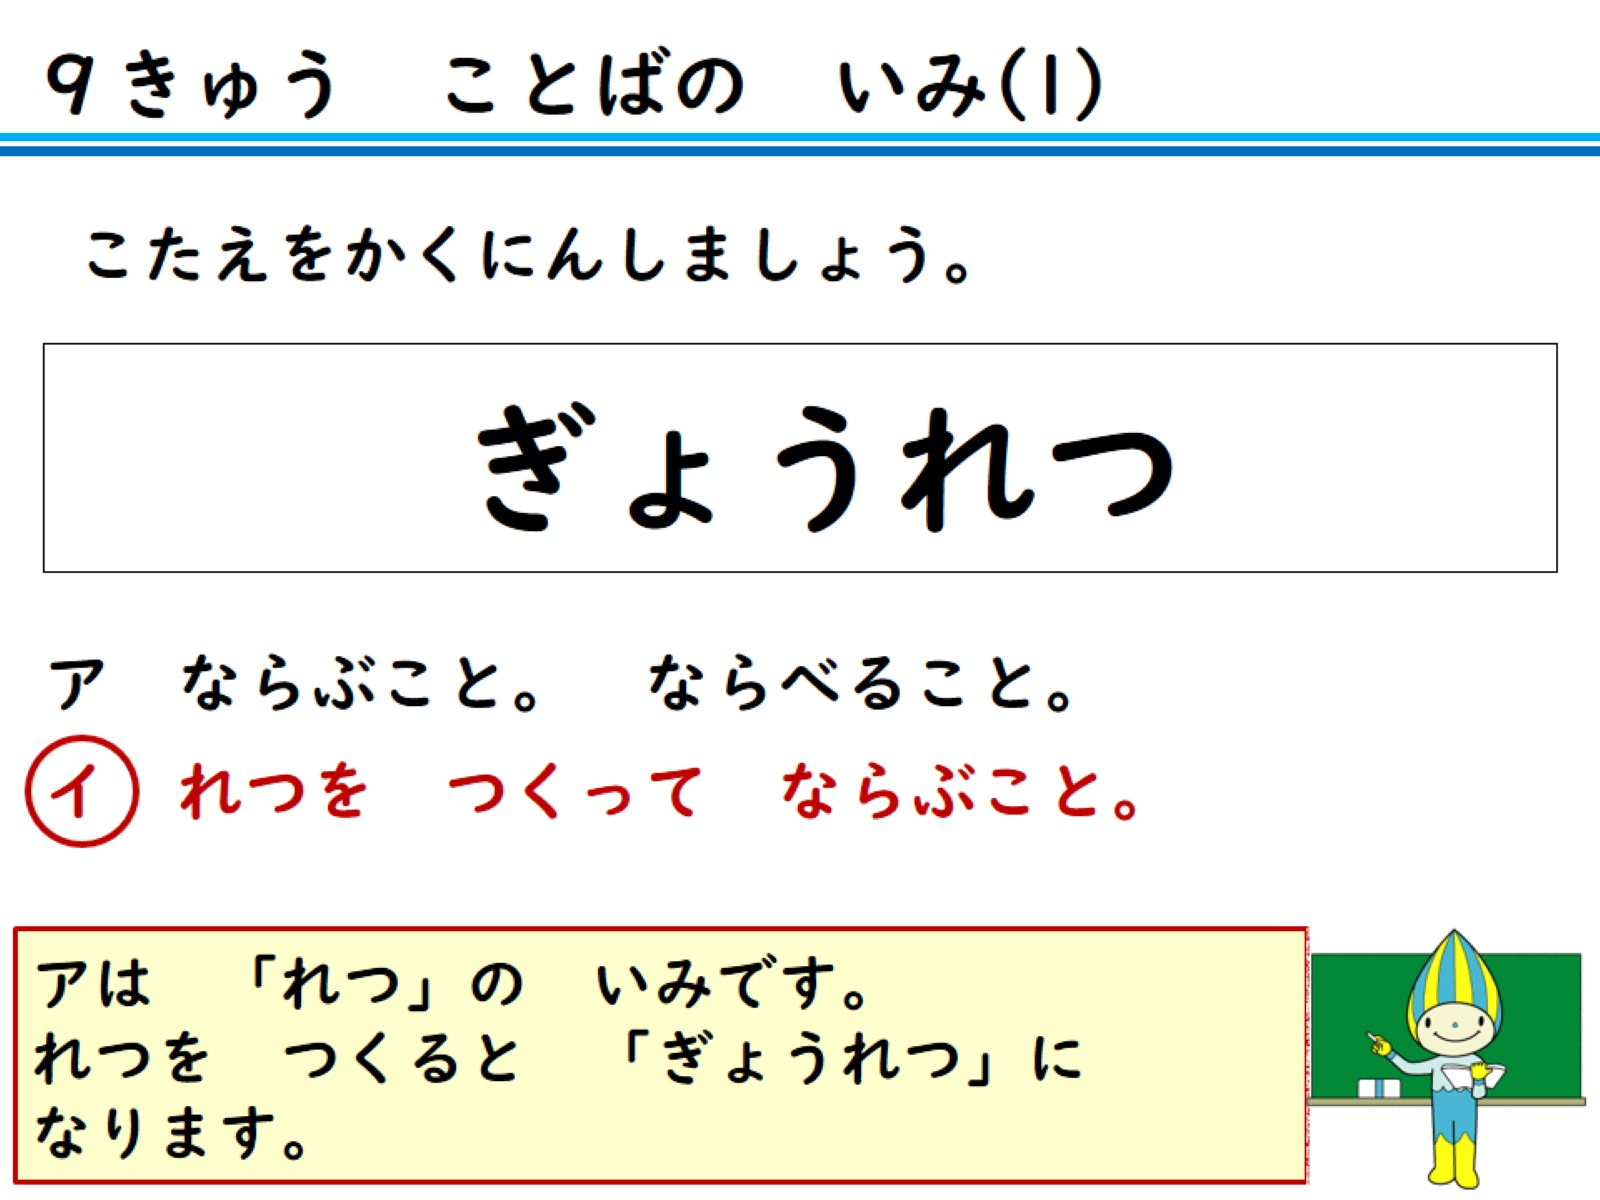 9きゅう　ことばの　いみ(1)
こたえをかくにんしましょう。
ぎょうれつ
ア　ならぶこと。　ならべること。
イ　れつを　つくって　ならぶこと。
アは　「れつ」の　いみです。
れつを　つくると　「ぎょうれつ」に
なります。